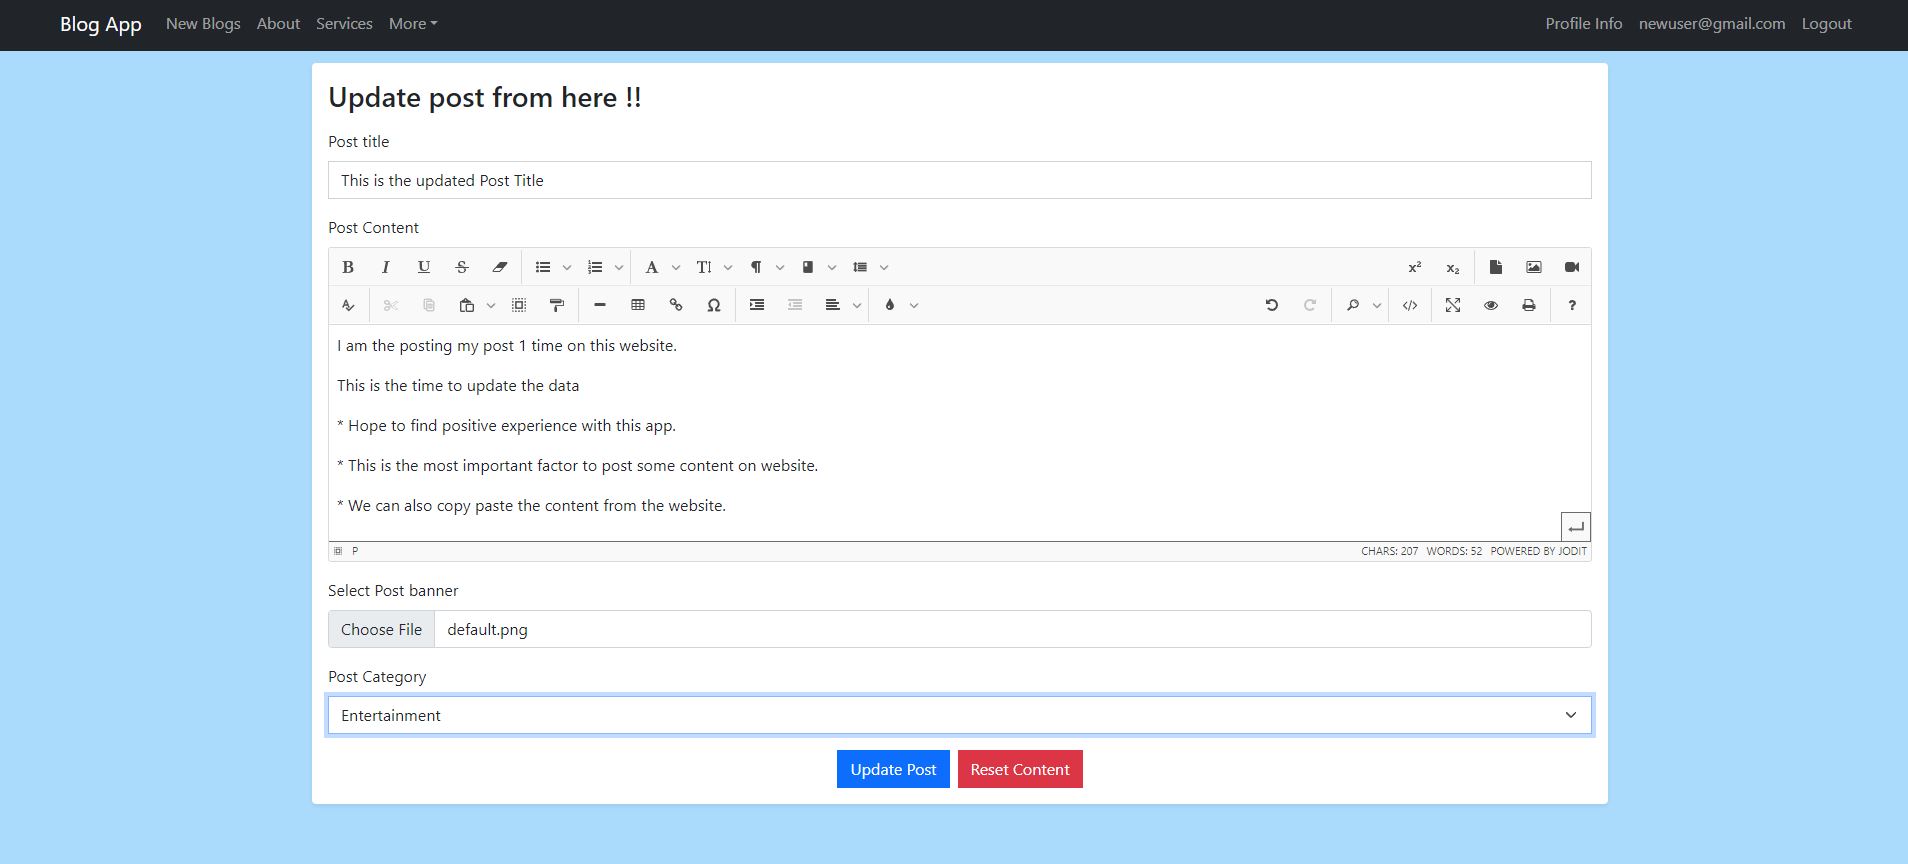 Blog App New Blogs About Services More Profile Info newuser@gmail.com Logout
Update post from here !!
Post title
This is the updated Post Title
Post Content
I am the posting my post 1 time on this website.
This is the time to update the data
* Hope to find positive experience with this app.
* This is the most important factor to post some content on website.
* We can also copy paste the content from the website.
P CHARS: 207 WORDS: 52 POWERED BY JODIT
Select Post banner
Choose File default.png
Post Category
Entertainment
Update Post Reset Content